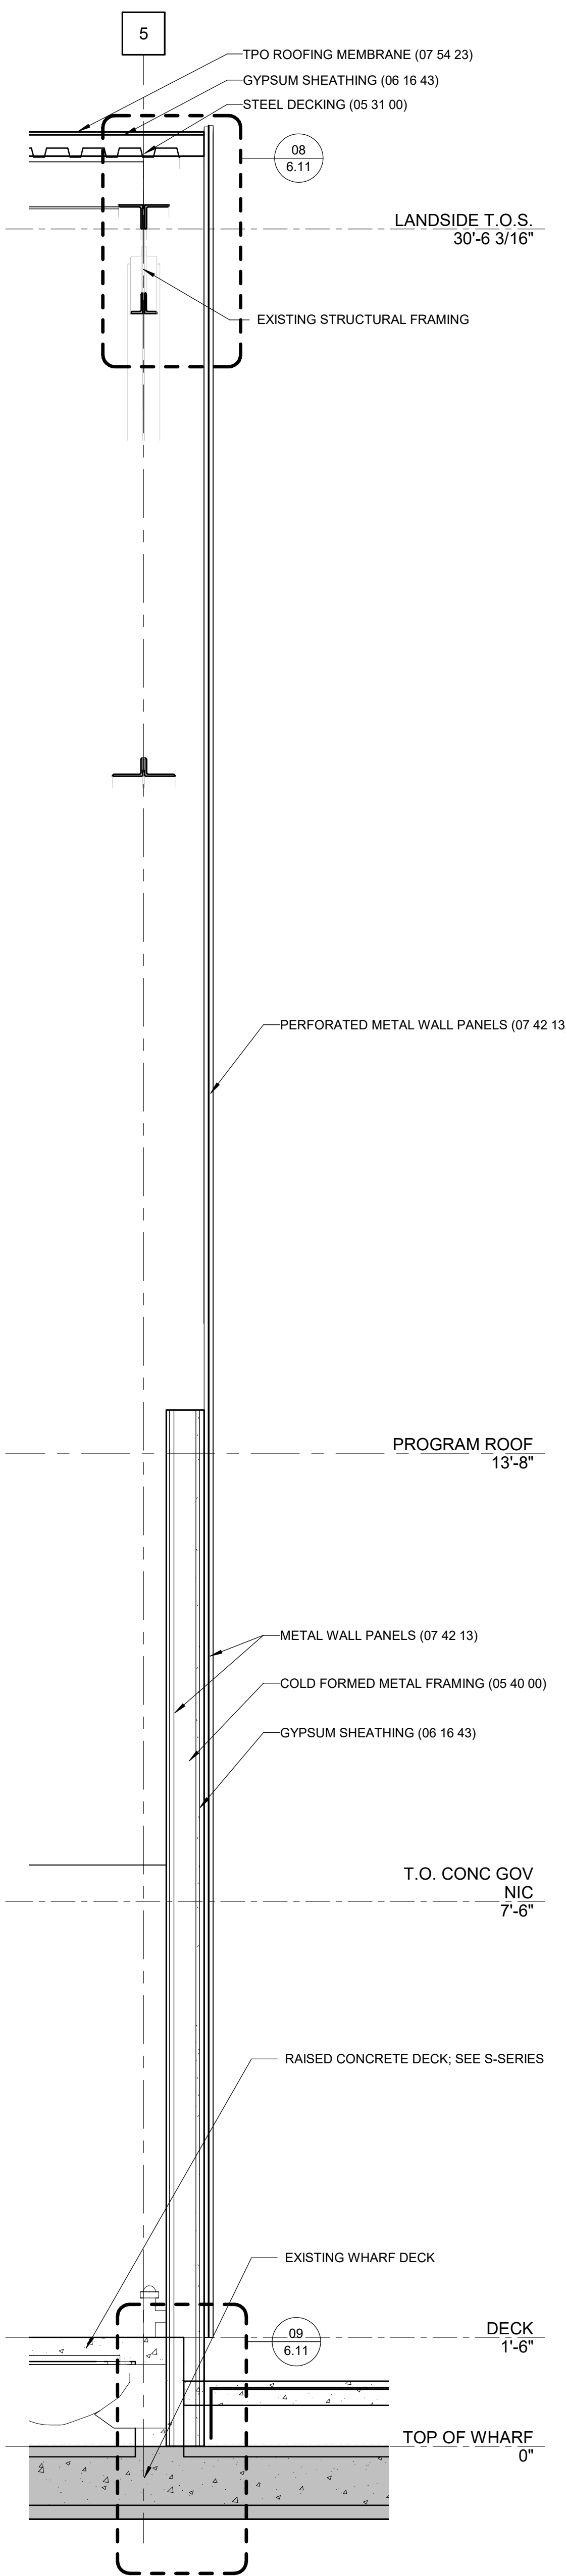 5
TPO ROOFING MEMBRANE (07 54 23)
GYPSUM SHEATHING (06 16 43)
STEEL DECKING (05 31 00)
08
6.11
LANDSIDE T.O.S.
30'-6 3/16"
EXISTING STRUCTURAL FRAMING
PERFORATED METAL WALL PANELS (07 42 13
PROGRAM ROOF
13'-8"
METAL WALL PANELS (07 42 13)
COLD FORMED METAL FRAMING (05 40 00)
GYPSUM SHEATHING (06 16 43)
T.O. CONC GOV
NIC
7'-6"
RAISED CONCRETE DECK; SEE S-SERIES
EXISTING WHARF DECK
09
6.11
DECK
1'-6"
TOP OF WHARF
0"